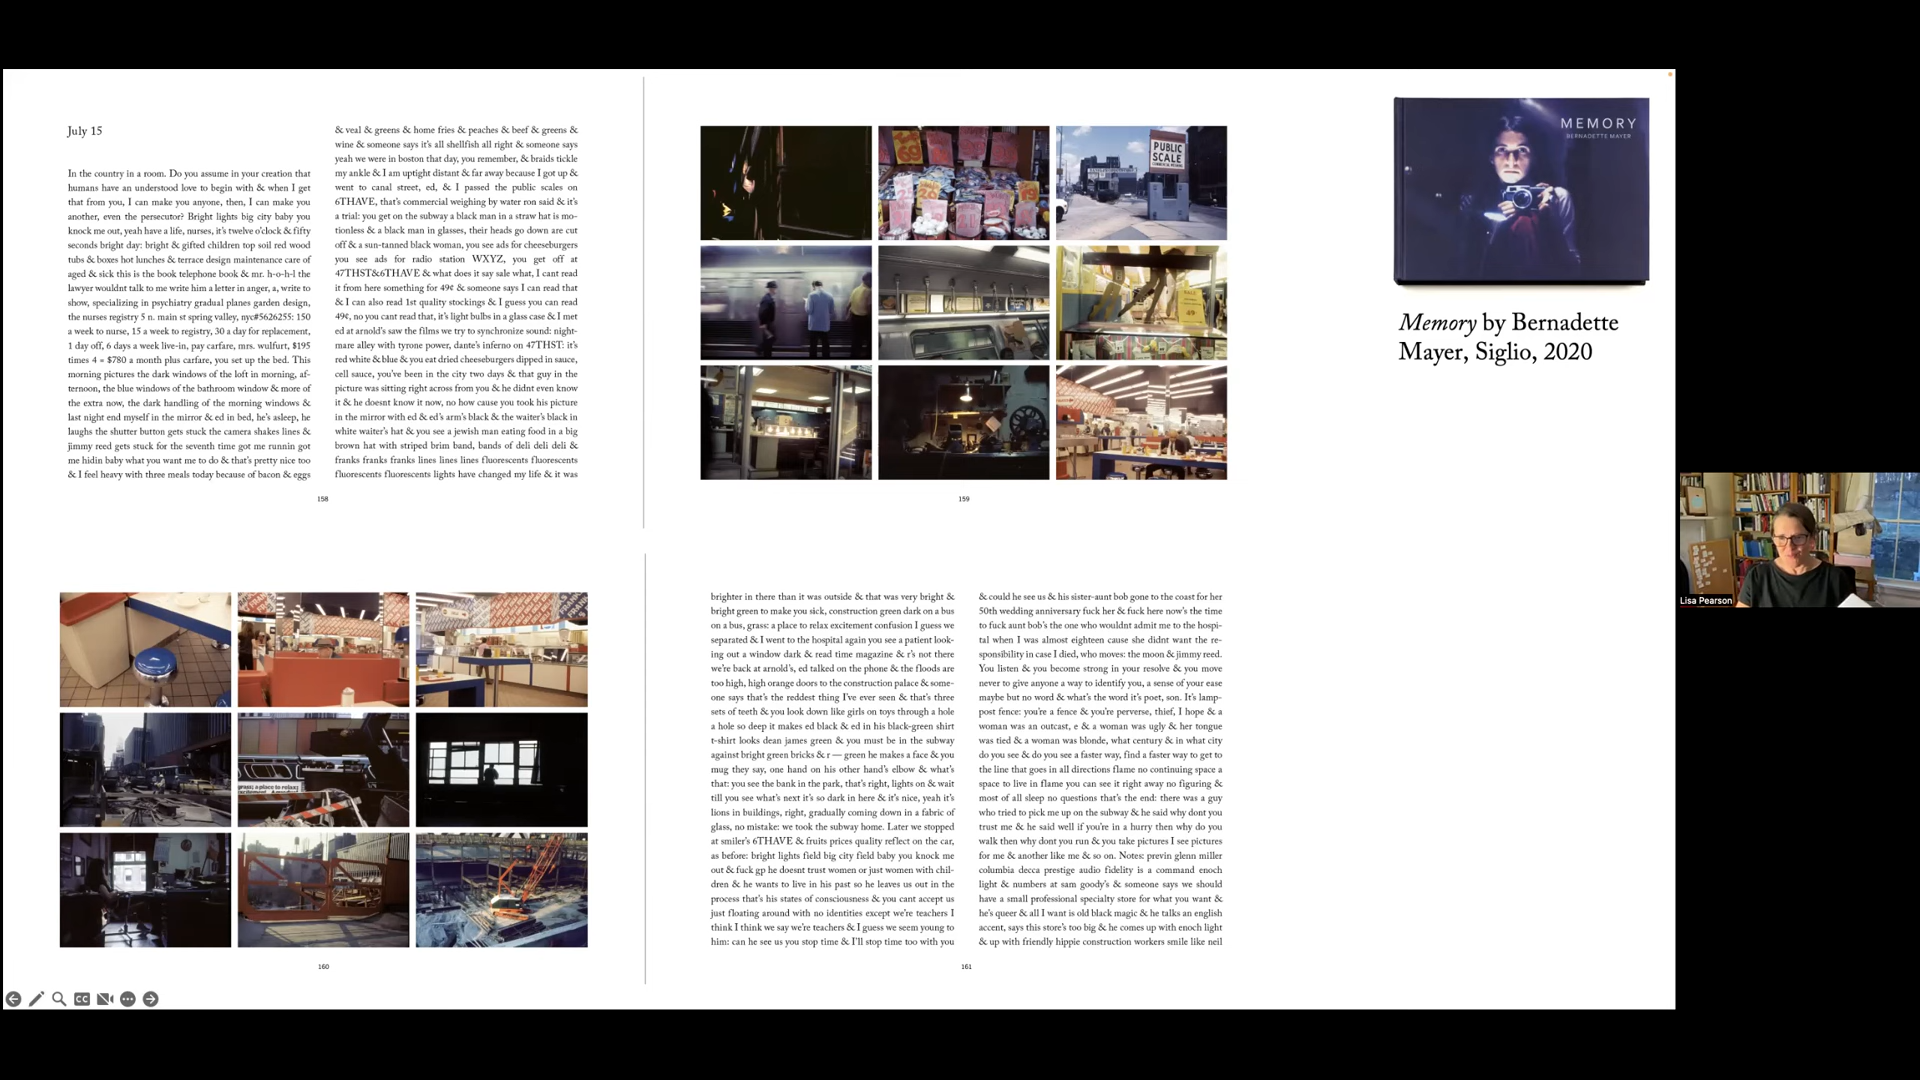 July 15
In the country in a room. Do you assume in your creation that
humans have an understood love to begin with & when I get
that from you, I can make you anyone, then, I can make you
another, even the persecutor? Bright lights big city baby you
knock me out, yeah have a life, nurses, it's twelve o'clock & fifty
seconds bright day: bright & gifted children top soil red wood
tubs & boxes hot lunches & terrace design maintenance care of
aged & sick this is the book telephone book & mr. h-o-h-l the
lawyer wouldnt talk to me write him a letter in anger, a, write to
show, specializing in psychiatry gradual planes garden design,
the nurses registry 5 n. main st spring valley, nyc#5626255: 150
a week to nurse, 15 a week to registry, 30 a day for replacement,
1 day off, 6 days a week live-in, pay carfare, mrs. wulfurt, $195
times 4 = $780 a month plus carfare, you set up the bed. This
morning pictures the dark windows of the loft in morning, af-
ternoon, the blue windows of the bathroom window & more of
the extra now, the dark handling of the morning windows &
last night end myself in the mirror & ed in bed, he's asleep, he
laughs the shutter button gets stuck the camera shakes lines &
jimmy reed gets stuck for the seventh time got me runnin got
me hidin baby what you want me to do & that's pretty nice too
& I feel heavy with three meals today because of bacon & eggs
& veal & greens & home fries & peaches & beef & greens &
wine & someone says it's all shellfish all right & someone says
yeah we were in boston that day, you remember, & braids tickle
my ankle & I am uptight distant & far away because I got up &
went to canal street, ed, & I passed the public scales on
6THAVE, that's commercial weighing by water ron said & it's
a trial: you get on the subway a black man in a straw hat is mo-
tionless & a black man in glasses, their heads go down are cut
off & a sun-tanned black woman, you see ads for cheeseburgers
you see ads for radio station WXYZ, you get off at
47THST&6THAVE & what does it say sale what, I cant read
it from here something for 49¢ & someone says I can read that
& I can also read 1st quality stockings & I guess you can read
49¢, no you cant read that, it's light bulbs in a glass case & I met
ed at arnold's saw the films we try to synchronize sound: night-
mare alley with tyrone power, dante's inferno on 47THST: it's
red white & blue & you eat dried cheeseburgers dipped in sauce,
cell sauce, you've been in the city two days & that guy in the
picture was sitting right across from you & he didnt even know
it & he doesnt know it now, no how cause you took his picture
in the mirror with ed & ed's arm's black & the waiter's black in
white waiter's hat & you see a jewish man eating food in a big
brown hat with striped brim band, bands of deli deli deli &
franks franks franks lines lines lines fluorescents fluorescents
fluorescents fluorescents lights have changed my life & it was
158
PUBLIC
SCALE
159
MEMORY
BERNADETTE MAYER
Memory by Bernadette
Mayer, Siglio, 2020
160
brighter in there than it was outside & that was very bright &
bright green to make you sick, construction green dark on a bus
on a bus, grass: a place to relax excitement confusion I guess we
separated & I went to the hospital again you see a patient look-
ing out a window dark & read time magazine & r's not there
we're back at arnold's, ed talked on the phone & the floods are
too high, high orange doors to the construction palace & some-
one says that's the reddest thing I've ever seen & that's three
sets of teeth & you look down like girls on toys through a hole
a hole so deep it makes ed black & ed in his black-green shirt
t-shirt looks dean james green & you must be in the subway
against bright green bricks & r — green he makes a face & you
mug they say, one hand on his other hand's elbow & what's
that: you see the bank in the park, that's right, lights on & wait
till you see what's next it's so dark in here & it's nice, yeah it's
lions in buildings, right, gradually coming down in a fabric of
glass, no mistake: we took the subway home. Later we stopped
at smiler's 6THAVE & fruits prices quality reflect on the car,
as before: bright lights field big city field baby you knock me
out & fuck gp he doesnt trust women or just women with chil-
dren & he wants to live in his past so he leaves us out in the
process that's his states of consciousness & you cant accept us
just floating around with no identities except we're teachers I
think I think we say we're teachers & I guess we seem young to
him: can he see us you stop time & I'll stop time too with you
& could he see us & his sister-aunt bob gone to the coast for her
50th wedding anniversary fuck her & fuck here now's the time
to fuck aunt bob's the one who wouldnt admit me to the hospi-
tal when I was almost eighteen cause she didnt want the re-
sponsibility in case I died, who moves: the moon & jimmy reed.
You listen & you become strong in your resolve & you move
never to give anyone a way to identify you, a sense of your ease
maybe but no word & what's the word it's poet, son. It's lamp-
post fence: you're a fence & you're perverse, thief, I hope & a
woman was an outcast, e & a woman was ugly & her tongue
was tied & a woman was blonde, what century & in what city
do you see & do you see a faster way, find a faster way to get to
the line that goes in all directions flame no continuing space a
space to live in flame you can see it right away no figuring &
most of all sleep no questions that's the end: there was a guy
who tried to pick me up on the subway & he said why dont you
trust me & he said well if you're in a hurry then why do you
walk then why dont you run & you take pictures I see pictures
for me & another like me & so on. Notes: previn glenn miller
columbia decca prestige audio fidelity is a command enoch
light & numbers at sam goody's & someone says we should
have a small professional specialty store for what you want &
he's queer & all I want is old black magic & he talks an english
accent, says this store's too big & he comes up with enoch light
& up with friendly hippie construction workers smile like neil
161
Lisa Pearson
CC